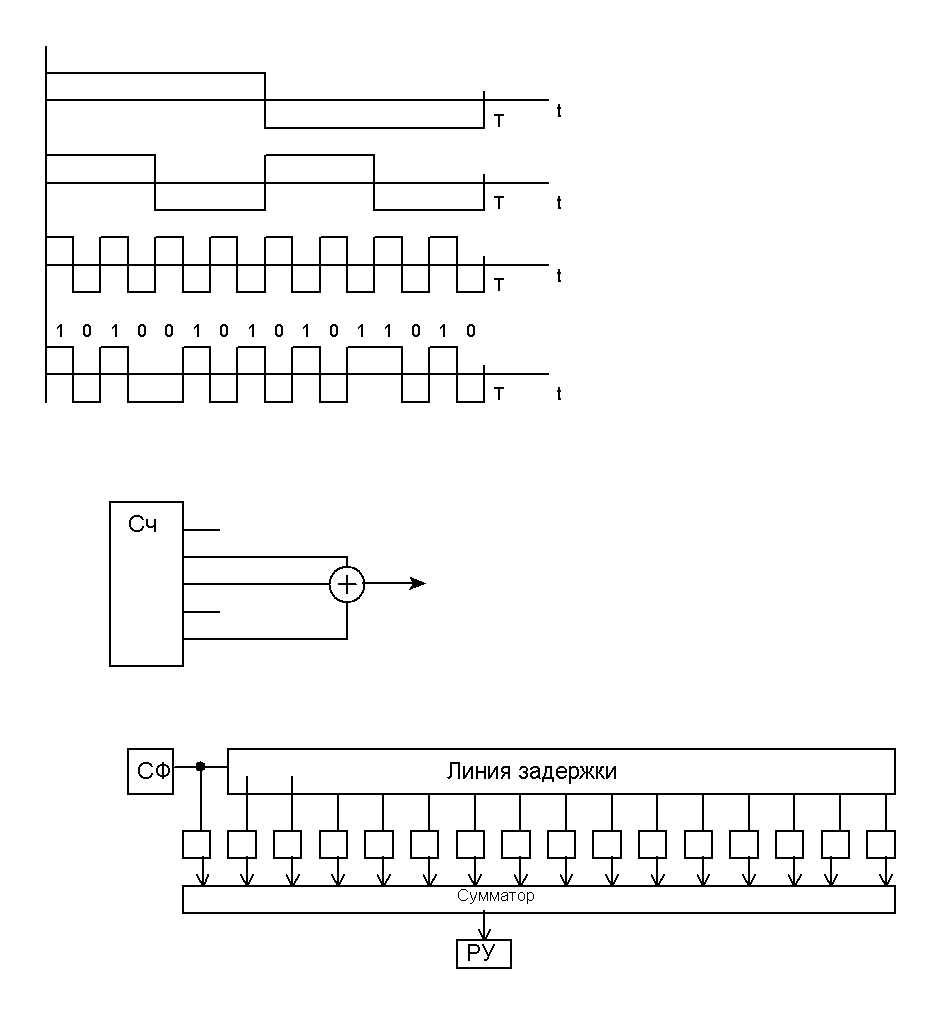 t
T
t
T
t
T
1 0 1 0 0 1 0 1 0 1 0 1 1 0 1 0
T t
Сч
СФ
Линия задержки
Сумматор
РУ